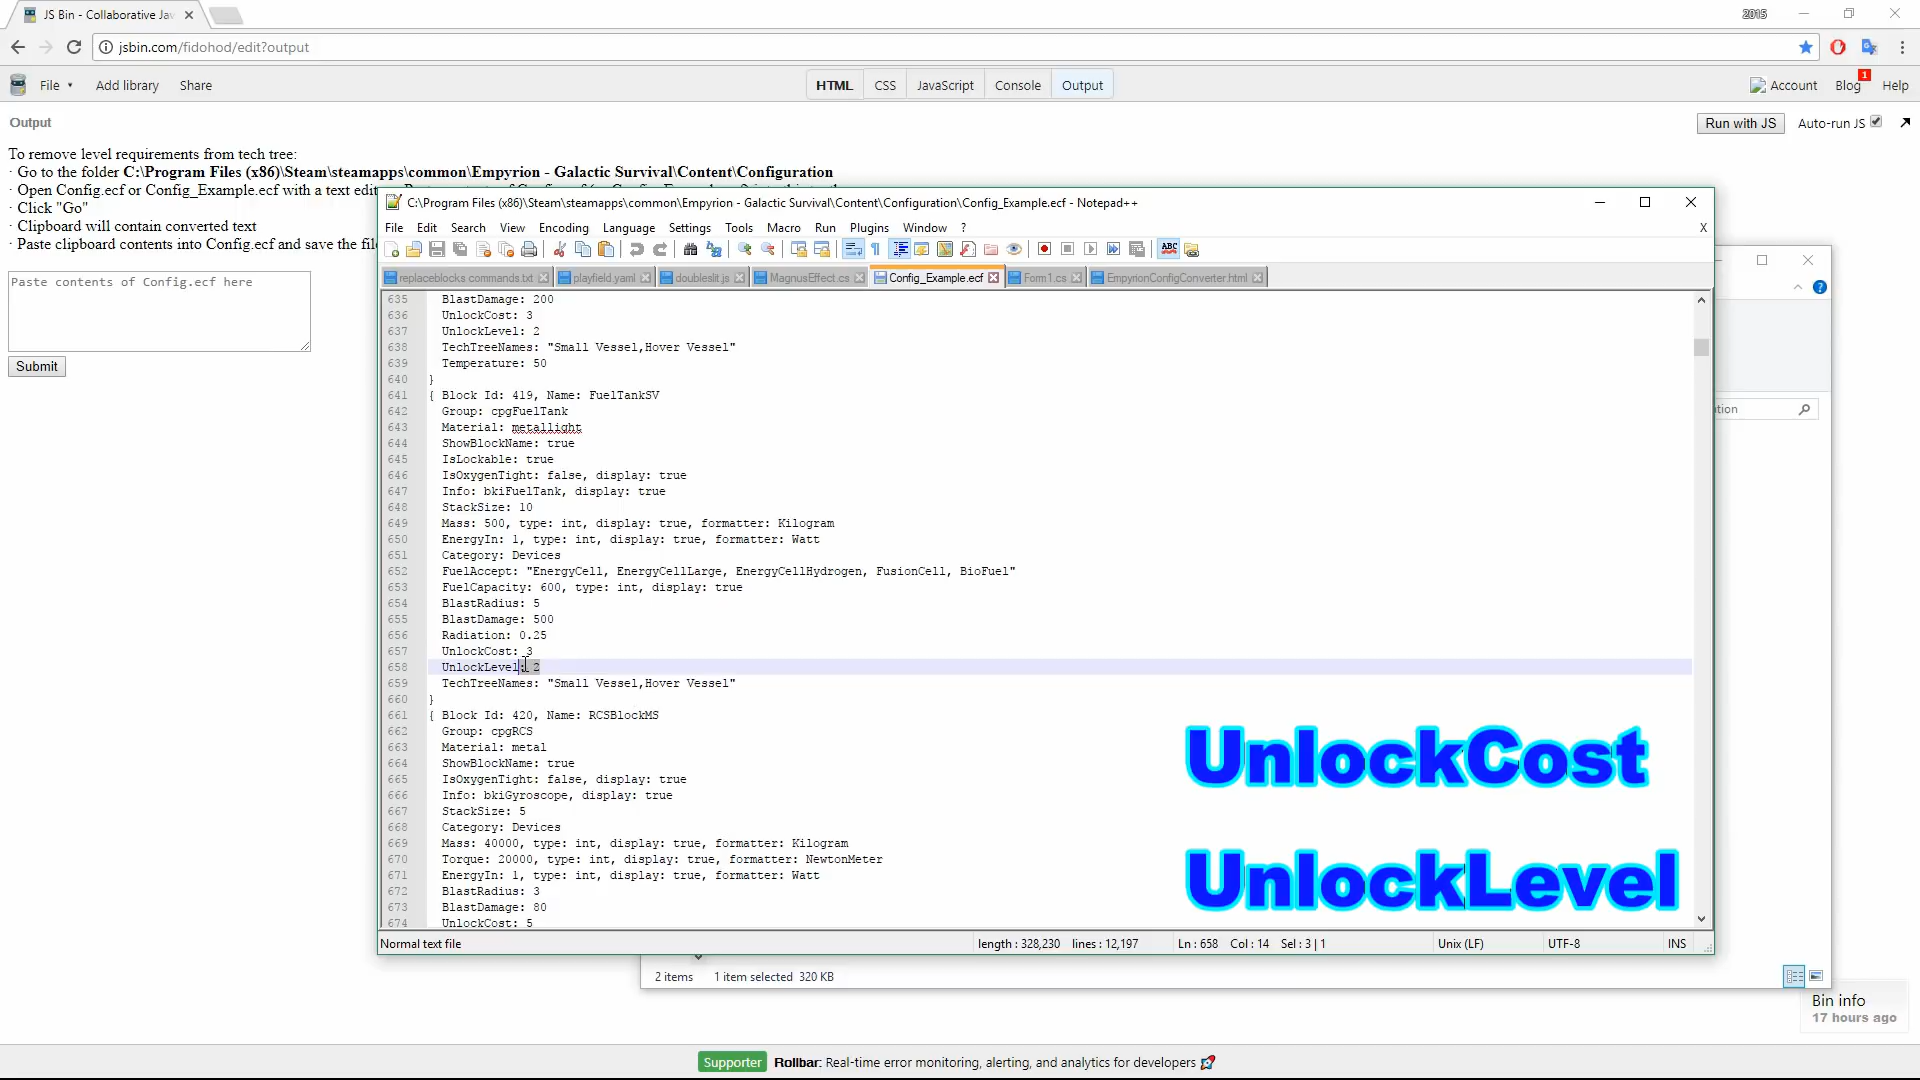 JS Bin - Collaborative Jav
2015
jsbin.com/fidohod/edit?output
File
Add library
Share
HTML
CSS
JavaScript
Console
Output
Account
Blog
1
Help
Output
Run with JS
Auto-run JS
To remove level requirements from tech tree:
· Go to the folder C:\Program Files (x86)\Steam\steamapps\common\Empyrion - Galactic Survival\Content\Configuration
· Open Config.ecf or Config_Example.ecf with a text edit
· Click "Go"
· Clipboard will contain converted text
· Paste clipboard contents into Config.ecf and save the fil
Paste contents of Config.ecf here
Submit
C:\Program Files (x86)\Steam\steamapps\common\Empyrion - Galactic Survival\Content\Configuration\Config_Example.ecf - Notepad++
File Edit Search View Encoding Language Settings Tools Macro Run Plugins Window ? X
ABC
replaceblocks commands.txt
playfield.yaml
doubleslit.js
MagnusEffect.cs
Config_Example.ecf
Form1.cs
EmpyrionConfigConverter.html
635 BlastDamage: 200
636 UnlockCost: 3
637 UnlockLevel: 2
638 TechTreeNames: "Small Vessel,Hover Vessel"
639 Temperature: 50
640 }
641 { Block Id: 419, Name: FuelTankSV
642 Group: cpgFuelTank
643 Material: metallight
644 ShowBlockName: true
645 IsLockable: true
646 IsOxygenTight: false, display: true
647 Info: bkiFuelTank, display: true
648 StackSize: 10
649 Mass: 500, type: int, display: true, formatter: Kilogram
650 EnergyIn: 1, type: int, display: true, formatter: Watt
651 Category: Devices
652 FuelAccept: "EnergyCell, EnergyCellLarge, EnergyCellHydrogen, FusionCell, BioFuel"
653 FuelCapacity: 600, type: int, display: true
654 BlastRadius: 5
655 BlastDamage: 500
656 Radiation: 0.25
657 UnlockCost: 3
658 UnlockLevel: 2
659 TechTreeNames: "Small Vessel,Hover Vessel"
660 }
661 { Block Id: 420, Name: RCSBlockMS
662 Group: cpgRCS
663 Material: metal
664 ShowBlockName: true
665 IsOxygenTight: false, display: true
666 Info: bkiGyroscope, display: true
667 StackSize: 5
668 Category: Devices
669 Mass: 40000, type: int, display: true, formatter: Kilogram
670 Torque: 20000, type: int, display: true, formatter: NewtonMeter
671 EnergyIn: 1, type: int, display: true, formatter: Watt
672 BlastRadius: 3
673 BlastDamage: 80
674 UnlockCost: 5
UnlockCost
UnlockLevel
Normal text file
length : 328,230 lines : 12,197
Ln : 658 Col : 14 Sel : 3 | 1
Unix (LF)
UTF-8
INS
2 items
1 item selected 320 KB
Bin info
17 hours ago
Supporter
Rollbar: Real-time error monitoring, alerting, and analytics for developers